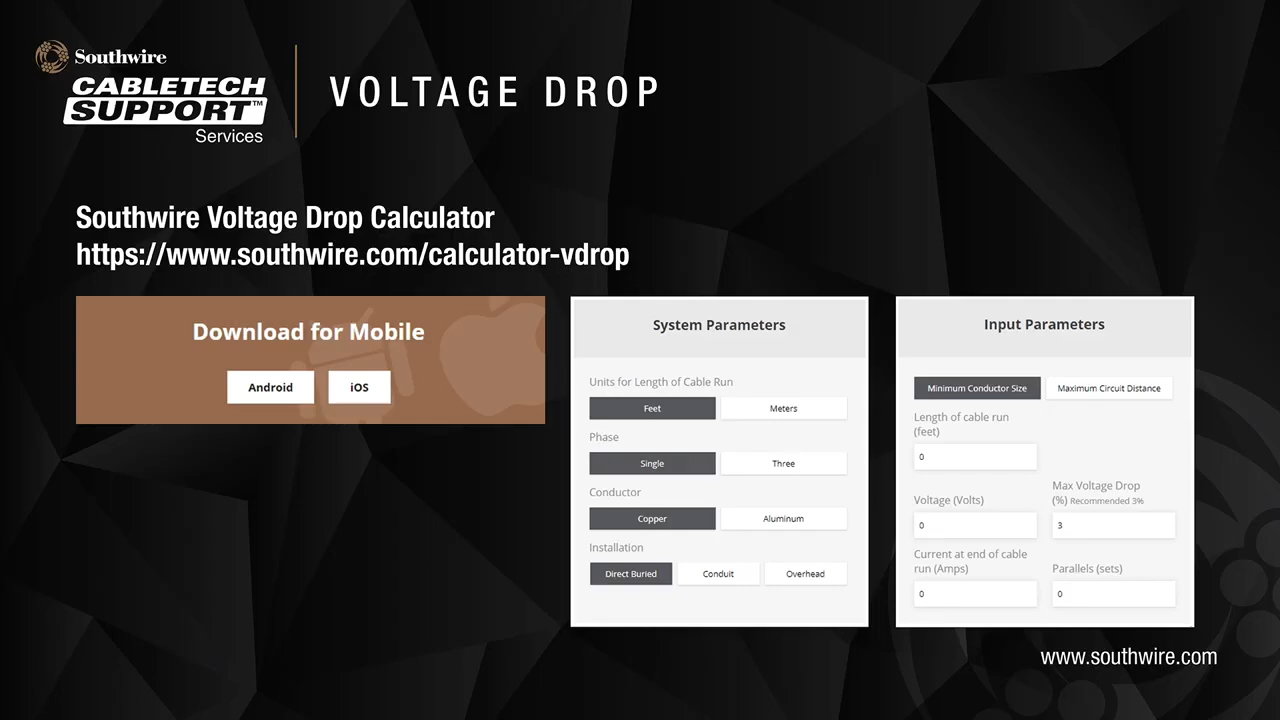 Southwire
CABLETECH
SUPPORT™
Services
VOLTAGE DROP
Southwire Voltage Drop Calculator
https://www.southwire.com/calculator-vdrop
Download for Mobile
Android iOS
System Parameters
Units for Length of Cable Run
Feet Meters
Phase
Single Three
Conductor
Copper Aluminum
Installation
Direct Buried Conduit Overhead
Input Parameters
Minimum Conductor Size Maximum Circuit Distance
Length of cable run
(feet)
0
Voltage (Volts)
0
Max Voltage Drop
(%) Recommended 3%
3
Current at end of cable
run (Amps)
0
Parallels (sets)
0
www.southwire.com